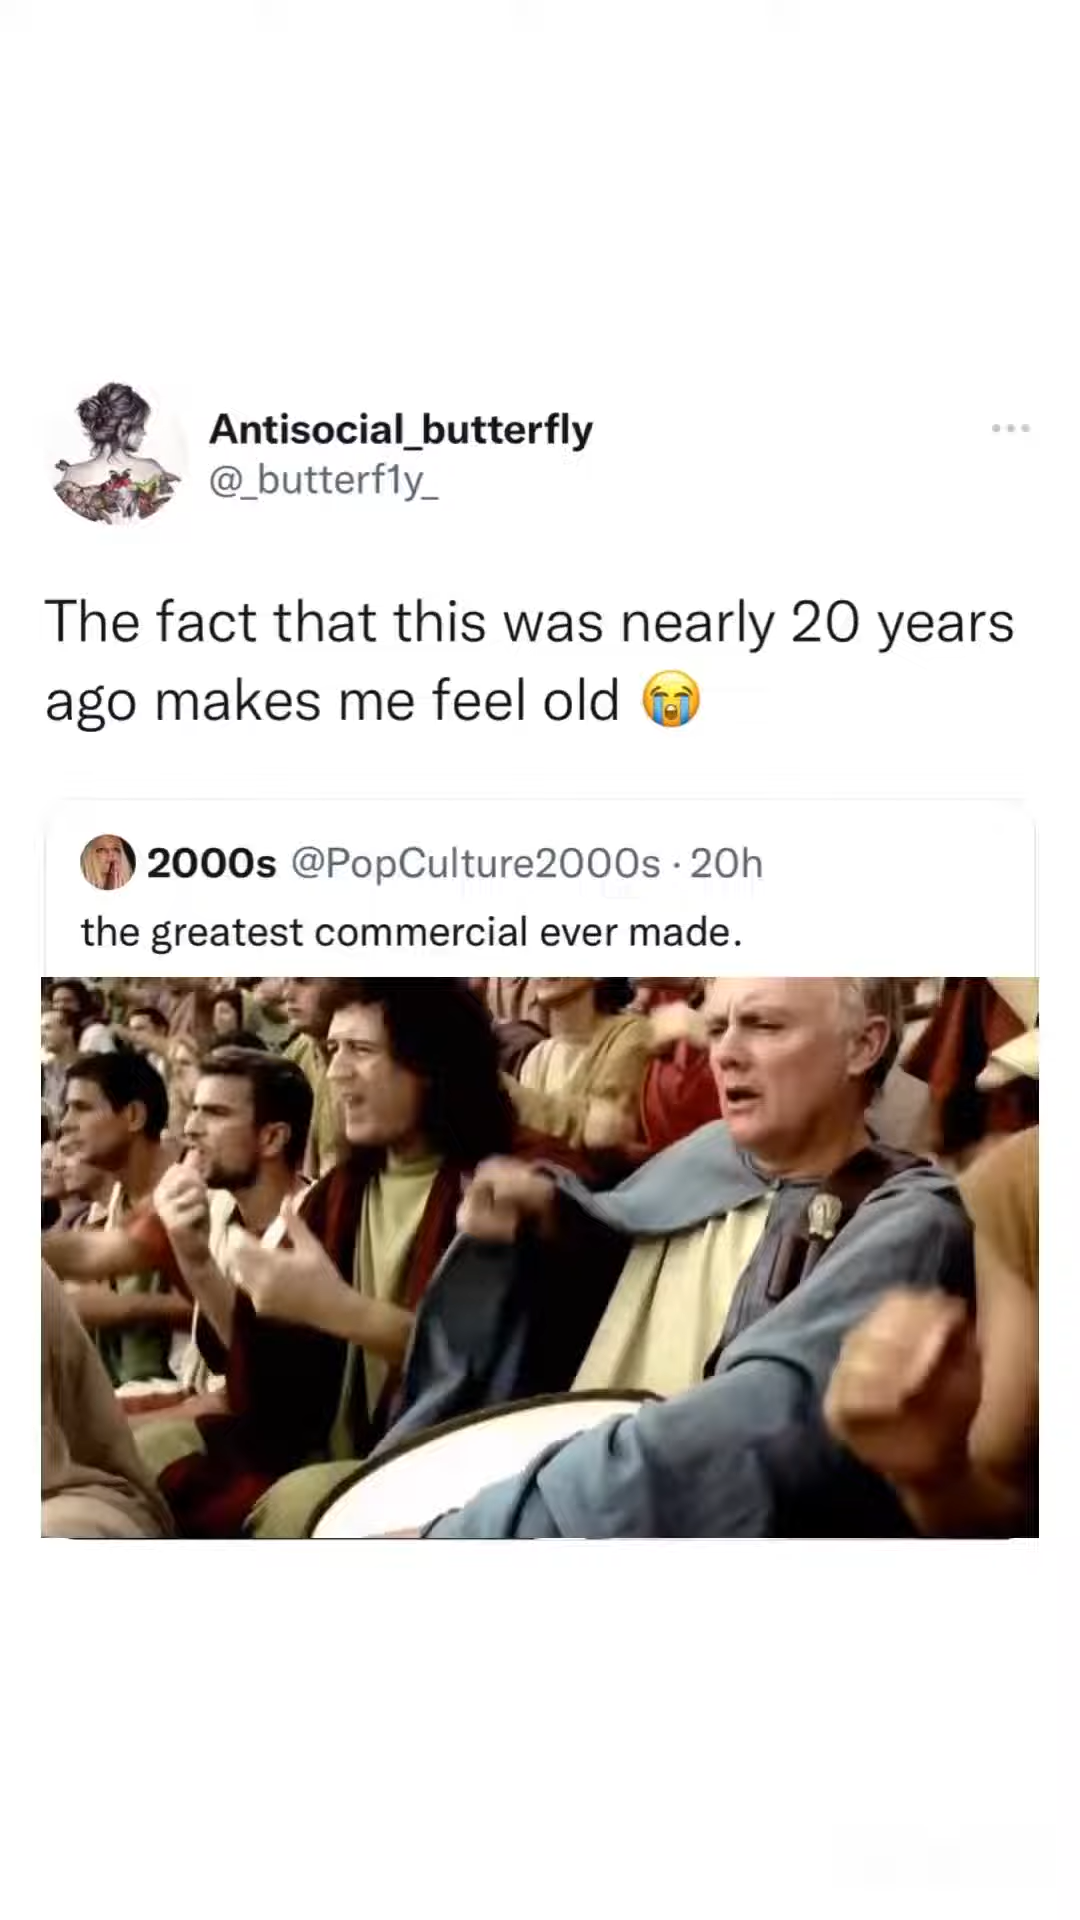 Antisocial_butterfly
@_butterf1y_
The fact that this was nearly 20 years
ago makes me feel old 😭
2000s @PopCulture2000s · 20h
the greatest commercial ever made.